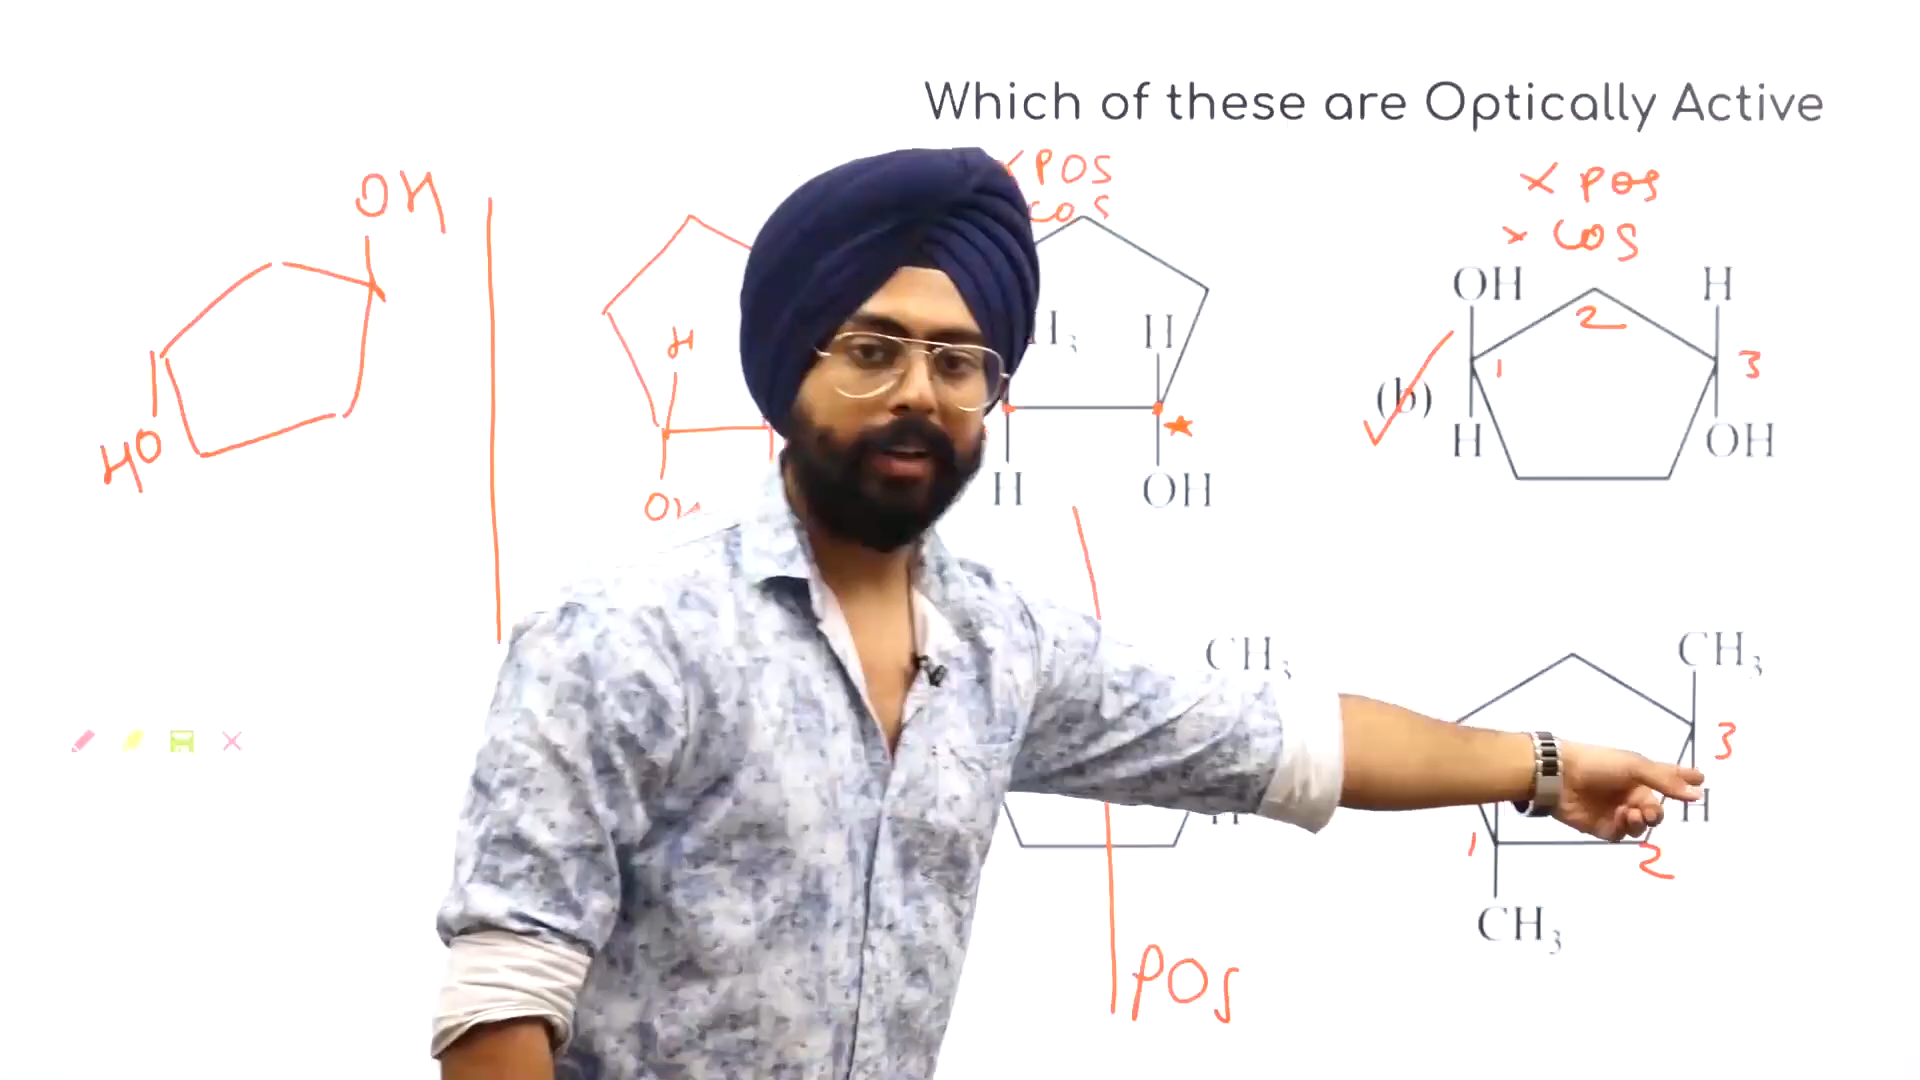 Which of these are Optically Active
OH
HO
H
OH
POS
COS
H
H
OH
x POS
x COS
OH
H
2
1
3
(b)
H
OH
CH3
POS
CH3
3
H
1
2
CH3